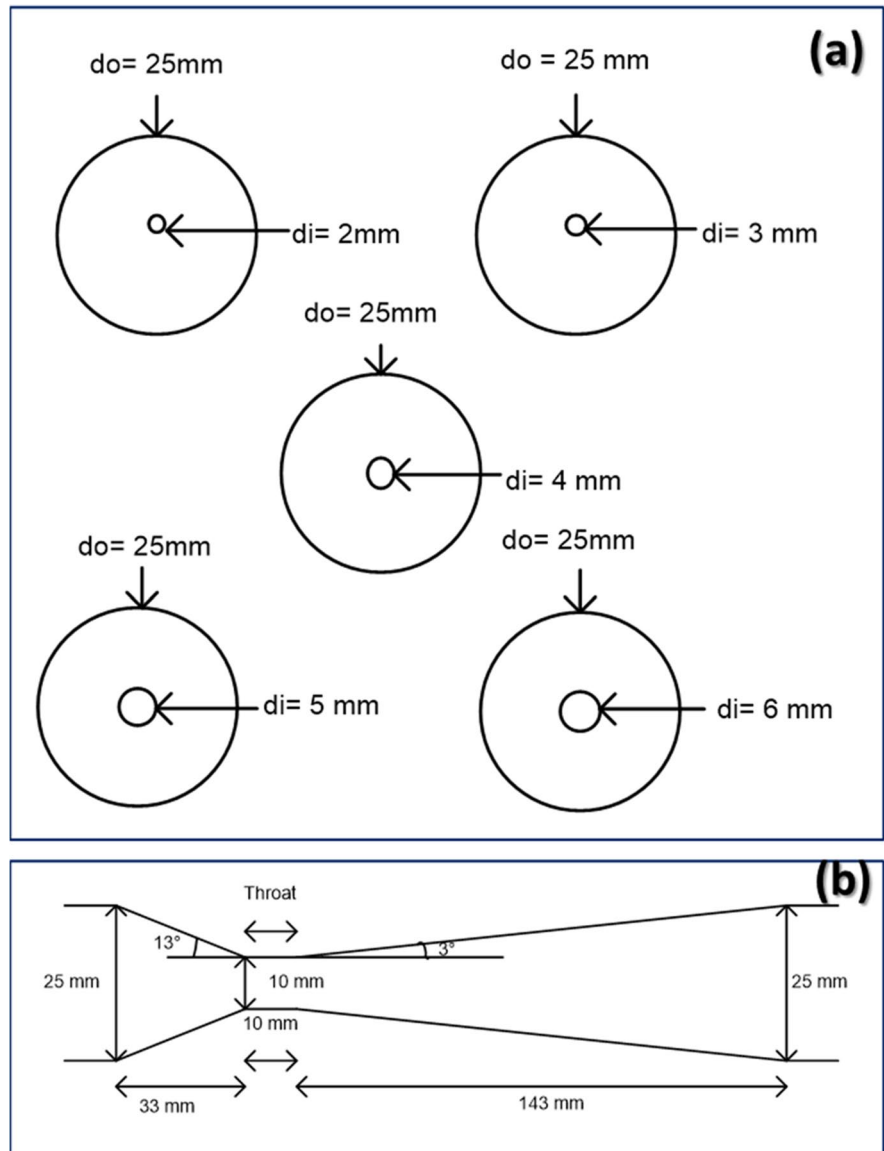 (a)
do= 25mm
do = 25 mm
di= 2mm
di= 3 mm
do= 25mm
di= 4 mm
do= 25mm
do= 25mm
di= 5 mm
di= 6 mm
(b)
Throat
13°
3°
25 mm
10 mm
25 mm
10 mm
33 mm
143 mm